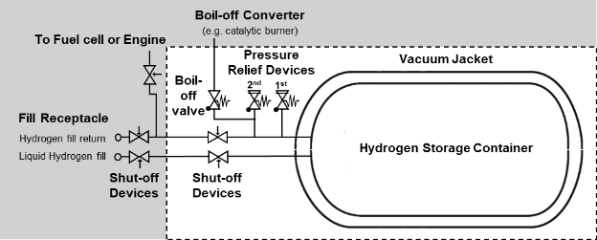 Boil-off Converter
(e.g. catalytic burner)
To Fuel cell or Engine
Pressure
Relief Devices
Vacuum Jacket
Boil-
off
valve
2nd
1st
Fill Receptacle
Hydrogen fill return
Liquid Hydrogen fill
Hydrogen Storage Container
Shut-off
Devices
Shut-off
Devices